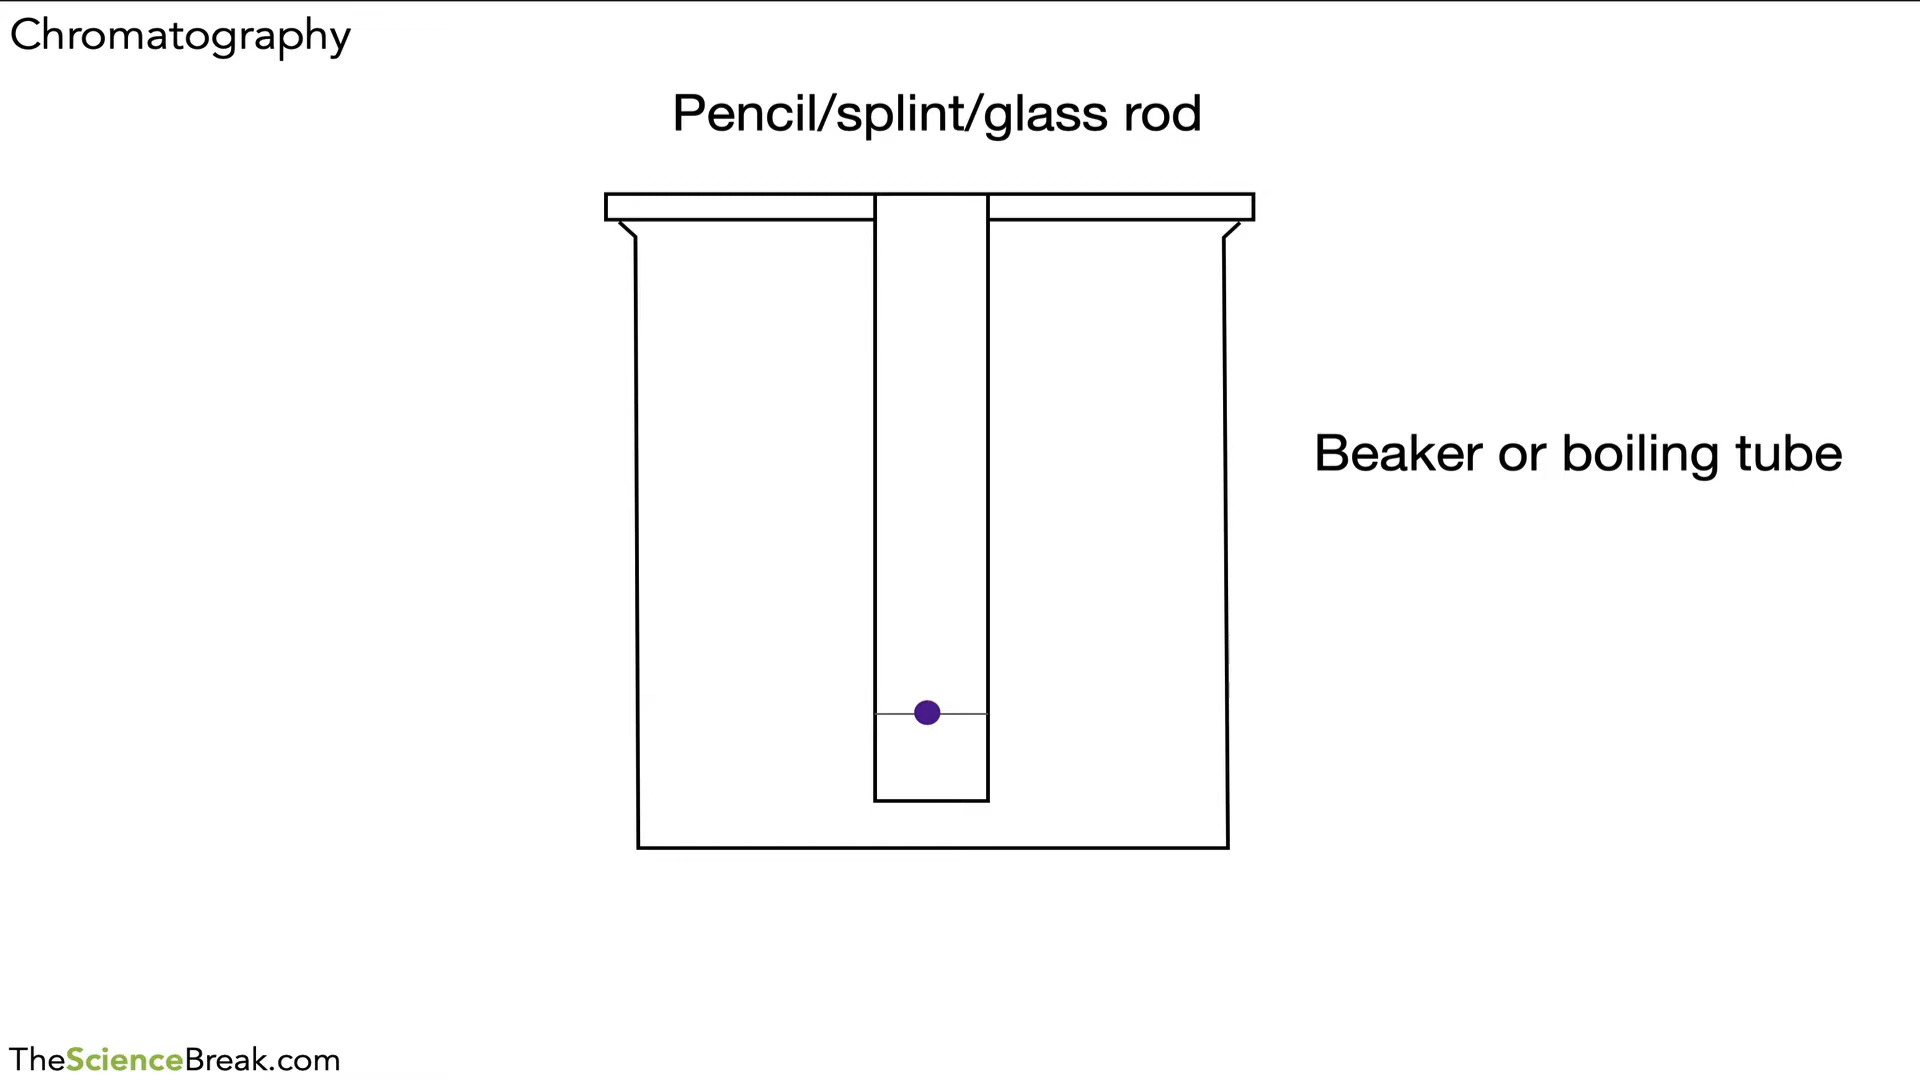 Chromatography
Pencil/splint/glass rod
Beaker or boiling tube
TheScienceBreak.com